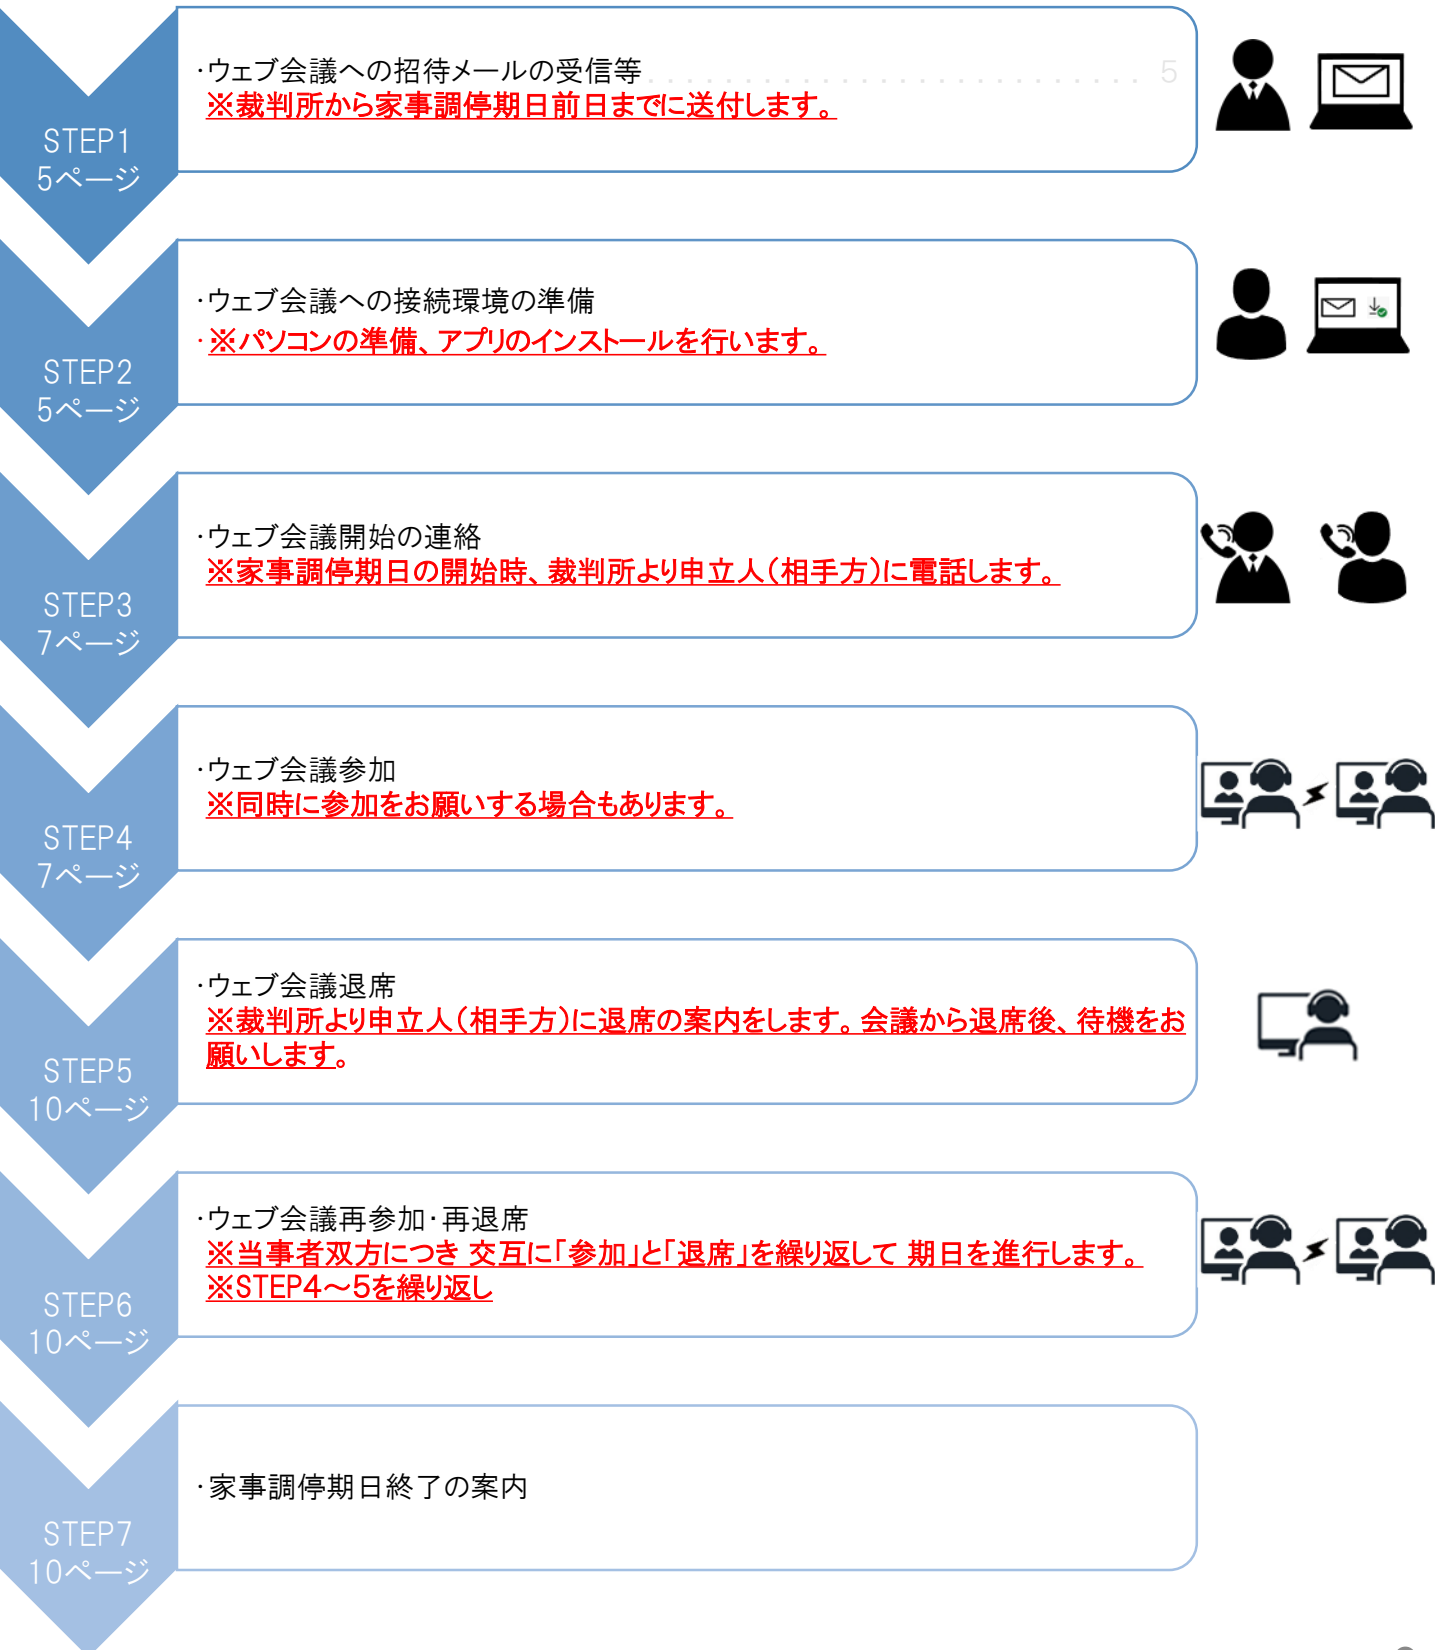 STEP1
5ページ
・ウェブ会議への招待メールの受信等．．．．．．．．．．．．．．．．．．．．．．．．．． 5
※裁判所から家事調停期日前日までに送付します。
STEP2
5ページ
・ウェブ会議への接続環境の準備
・※パソコンの準備、アプリのインストールを行います。
STEP3
7ページ
・ウェブ会議開始の連絡
※家事調停期日の開始時、裁判所より申立人（相手方）に電話します。
STEP4
7ページ
・ウェブ会議参加
※同時に参加をお願いする場合もあります。
STEP5
10ページ
・ウェブ会議退席
※裁判所より申立人（相手方）に退席の案内をします。会議から退席後、待機をお
願いします。
STEP6
10ページ
・ウェブ会議再参加・再退席
※当事者双方につき 交互に「参加」と「退席」を繰り返して 期日を進行します。
※STEP4～5を繰り返し
STEP7
10ページ
・家事調停期日終了の案内